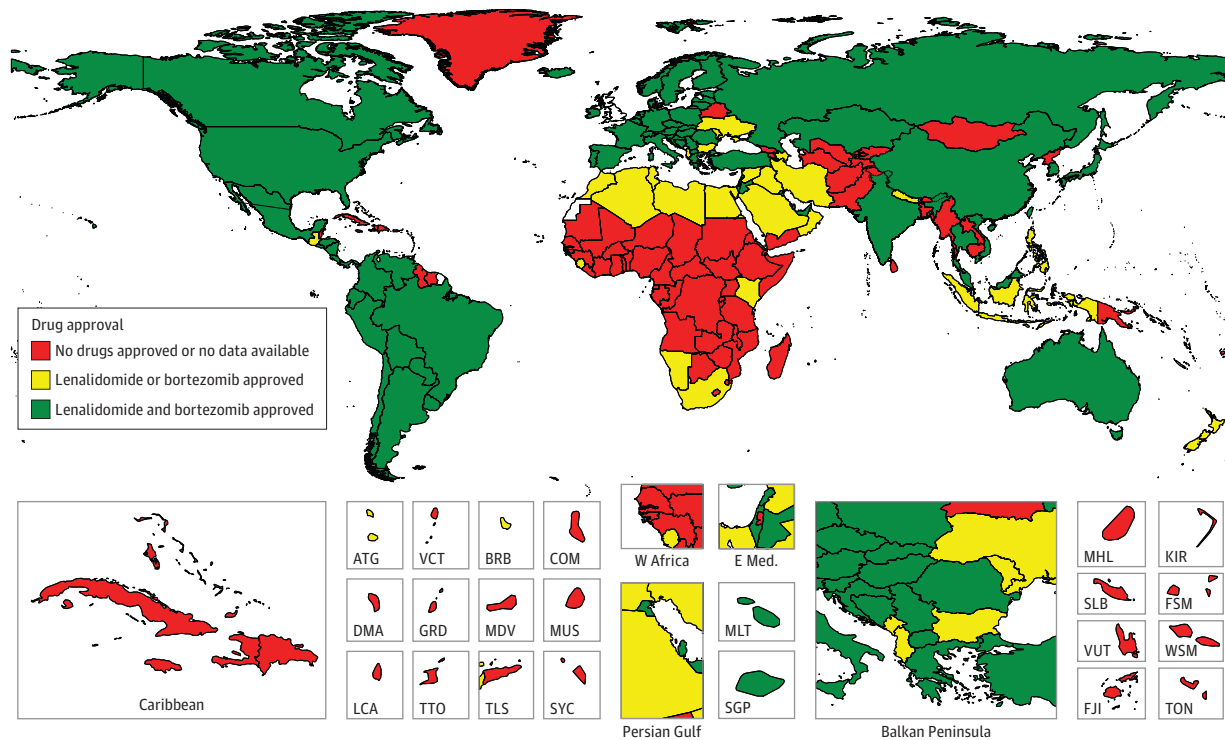 Drug approval
No drugs approved or no data available
Lenalidomide or bortezomib approved
Lenalidomide and bortezomib approved
Caribbean
ATG
VCT
BRB
COM
DMA
GRD
MDV
MUS
LCA
TTO
TLS
SYC
W Africa
E Med.
Persian Gulf
MLT
SGP
Balkan Peninsula
MHL
KIR
SLB
FSM
VUT
WSM
FJI
TON